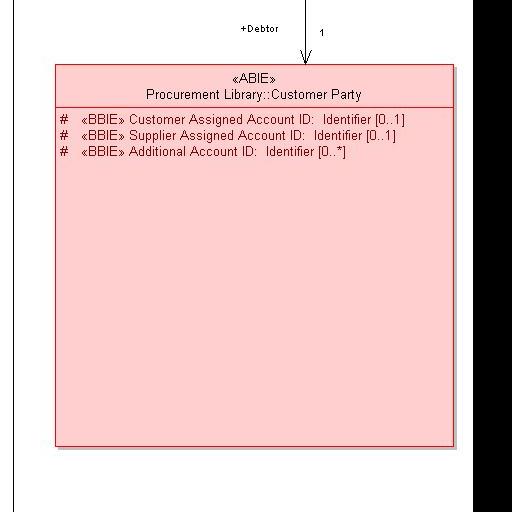 +Debtor 1
«ABIE»
Procurement Library::Customer Party
# «BBIE» Customer Assigned Account ID: Identifier [0..1]
# «BBIE» Supplier Assigned Account ID: Identifier [0..1]
# «BBIE» Additional Account ID: Identifier [0..*]